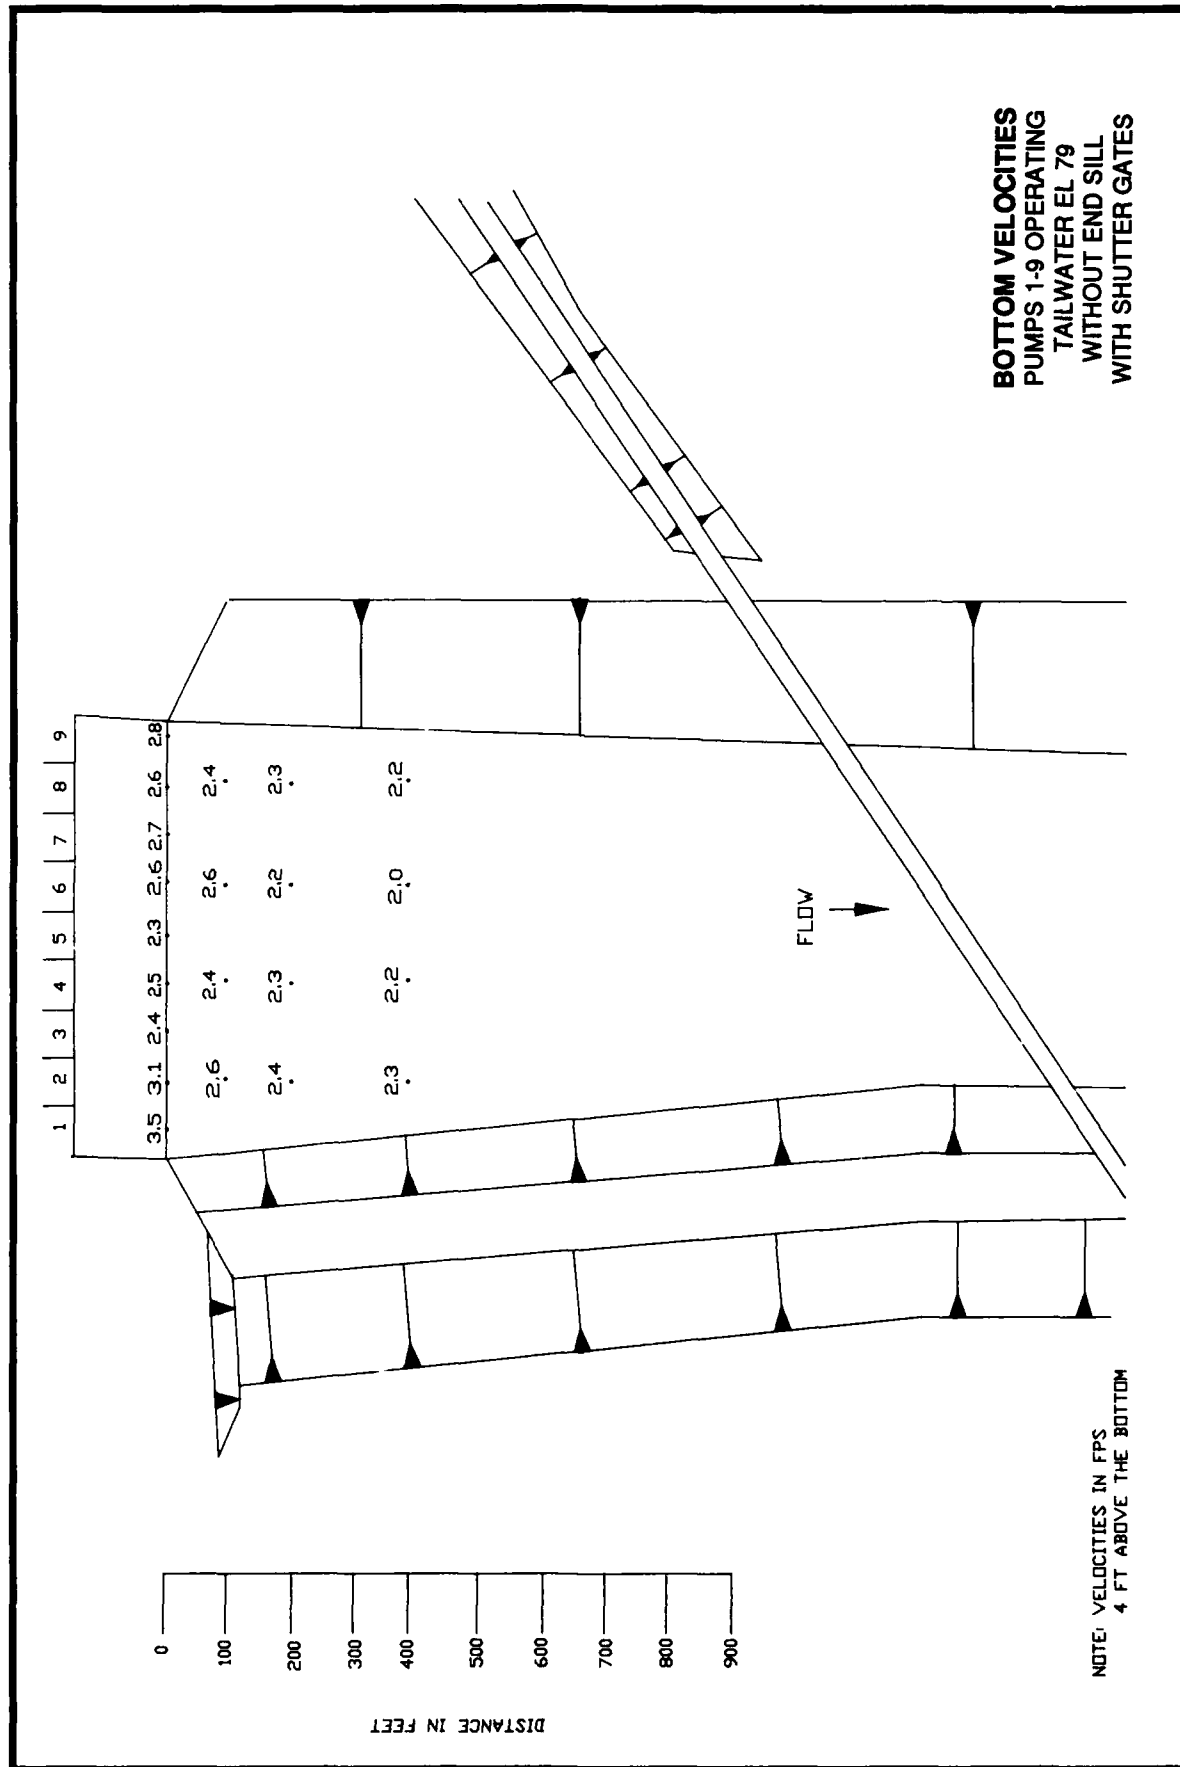 1 2 3 4 5 6 7 8 9
3.5 3.1 2.4 2.5 2.3 2.6 2.7 2.6 2.8
2.6 2.4 2.6 2.4
2.4 2.3 2.2 2.3
2.3 2.2 2.0 2.2
FLOW
DISTANCE IN FEET
0
100
200
300
400
500
600
700
800
900
NOTE: VELOCITIES IN FPS
4 FT ABOVE THE BOTTOM
BOTTOM VELOCITIES
PUMPS 1-9 OPERATING
TAILWATER EL 79
WITHOUT END SILL
WITH SHUTTER GATES